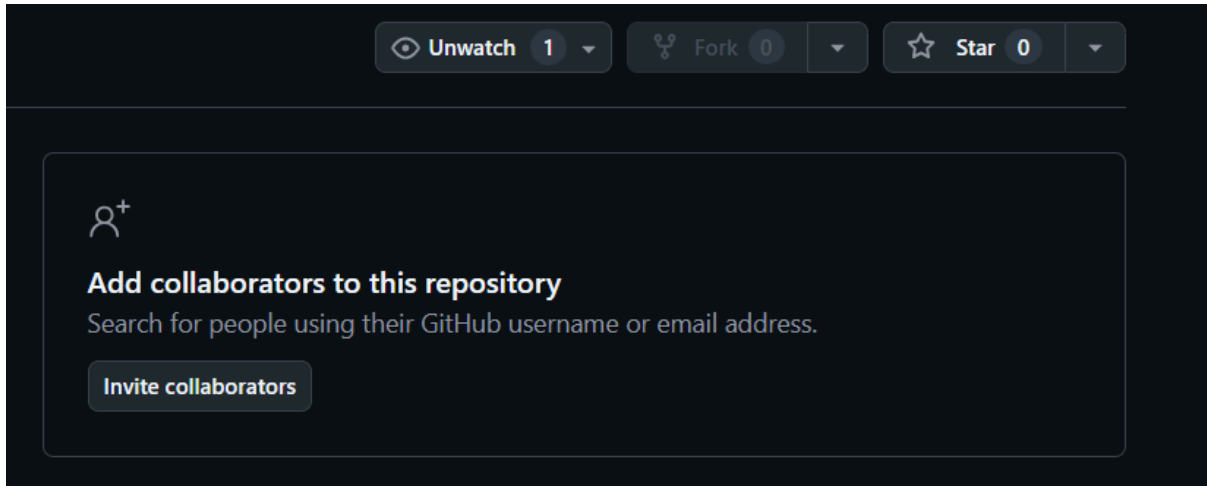 Unwatch 1 Fork 0 Star 0
Add collaborators to this repository
Search for people using their GitHub username or email address.
Invite collaborators